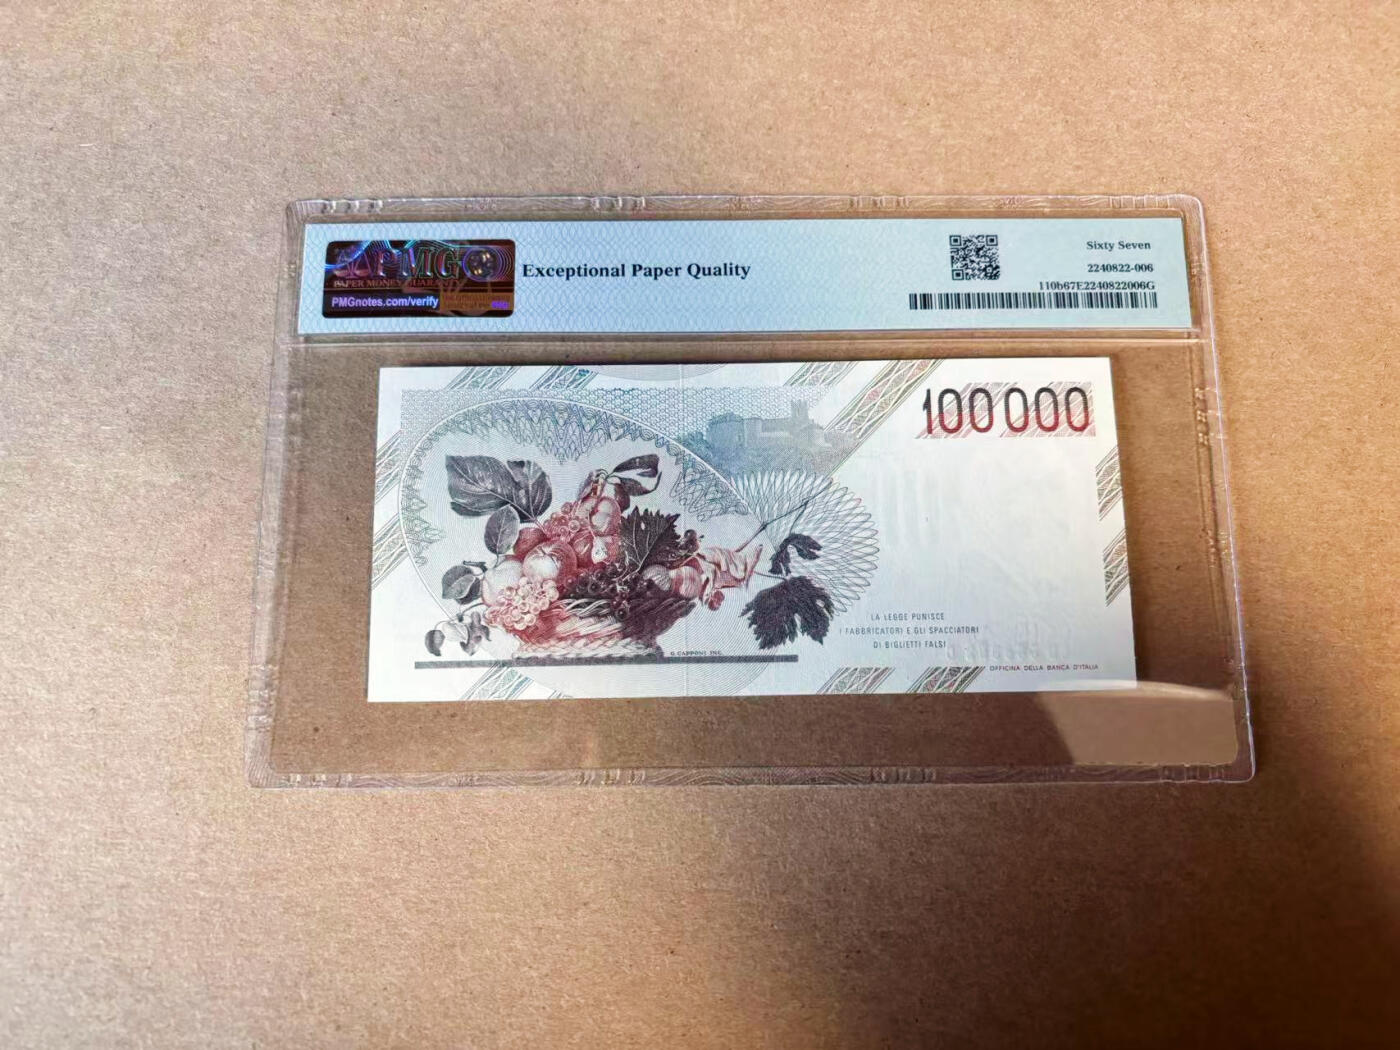 PMG
PAPER MONEY GUARANTY
PMGnotes.com/verify
Exceptional Paper Quality
Sixty Seven
2240822-006
110b67E2240822006G
100000
G. CAPPONI INC.
LA LEGGE PUNISCE
I FABBRICATORI E GLI SPACCIATORI
DI BIGLIETTI FALSI
OFFICINA DELLA BANCA D'ITALIA